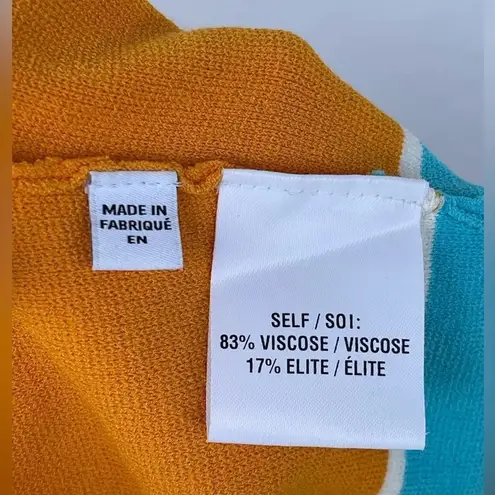 MADE IN
FABRIQUÉ
EN
SELF / SOI:
83% VISCOSE / VISCOSE
17% ELITE / ÉLITE